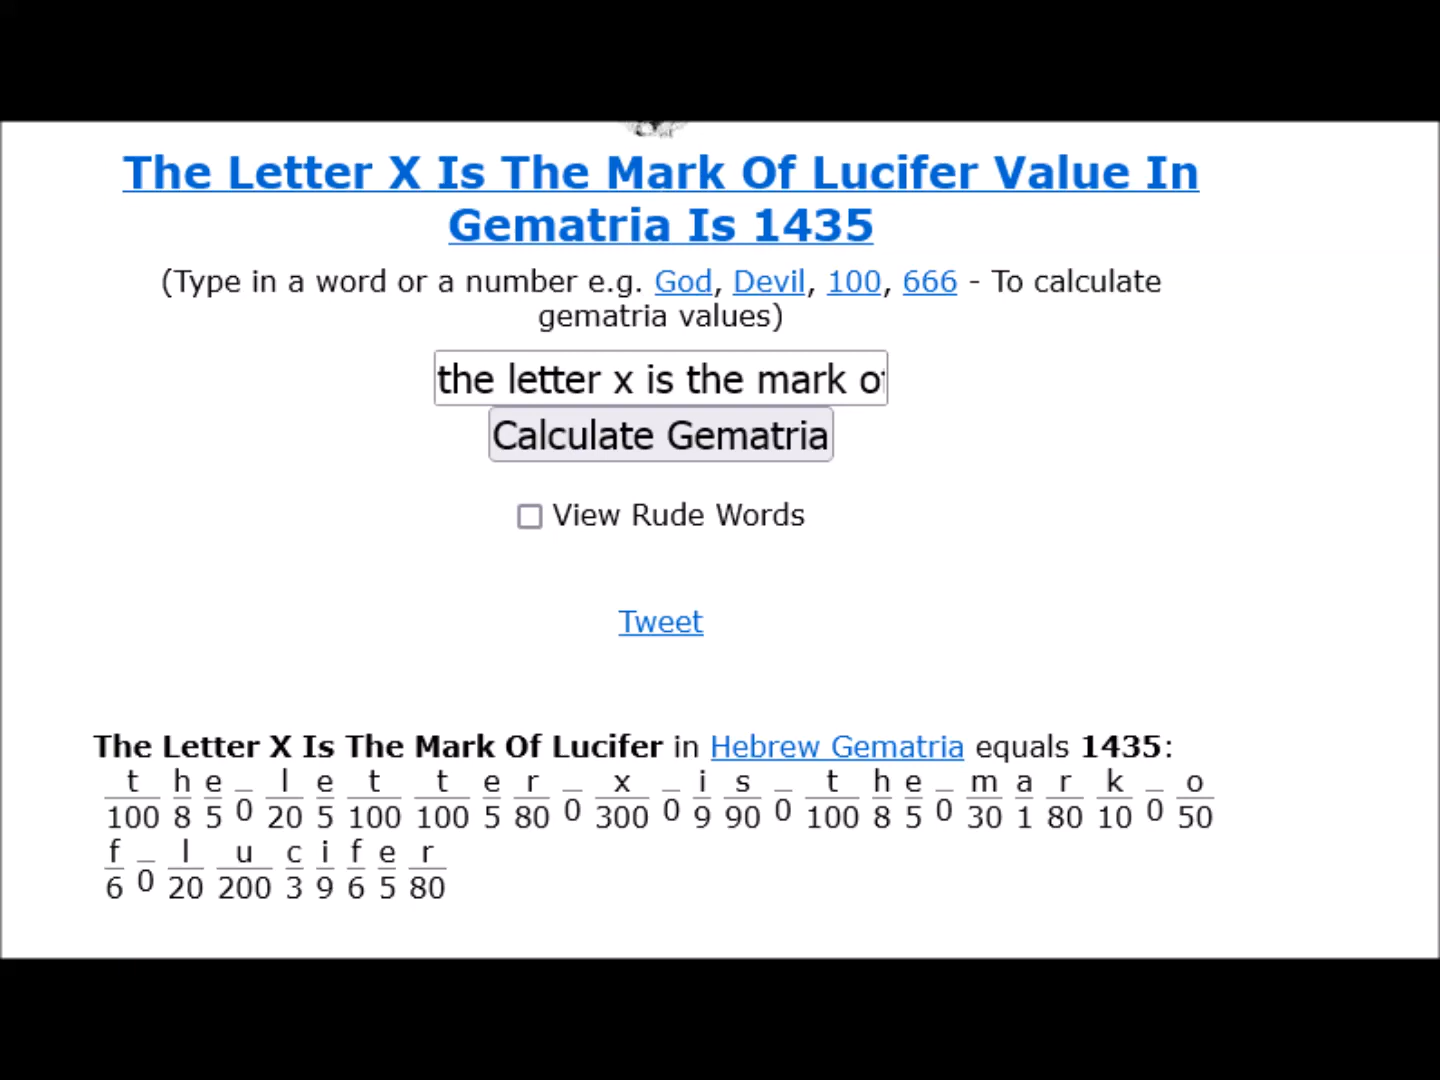 The Letter X Is The Mark Of Lucifer Value In
Gematria Is 1435
(Type in a word or a number e.g. God, Devil, 100, 666 - To calculate
gematria values)
the letter x is the mark of
Calculate Gematria
View Rude Words
Tweet
The Letter X Is The Mark Of Lucifer in Hebrew Gematria equals 1435:
t h e _ l e t t e r _ x _ i s _ t h e _ m a r k _ o
100 8 5 0 20 5 100 100 5 80 0 300 0 9 90 0 100 8 5 0 30 1 80 10 0 50
f _ l u c i f e r
6 0 20 200 3 9 6 5 80